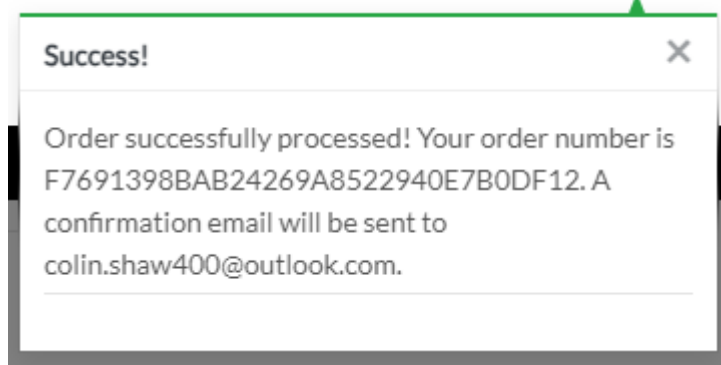 Success!
Order successfully processed! Your order number is
F7691398BAB24269A8522940E7B0DF12. A
confirmation email will be sent to
colin.shaw400@outlook.com.